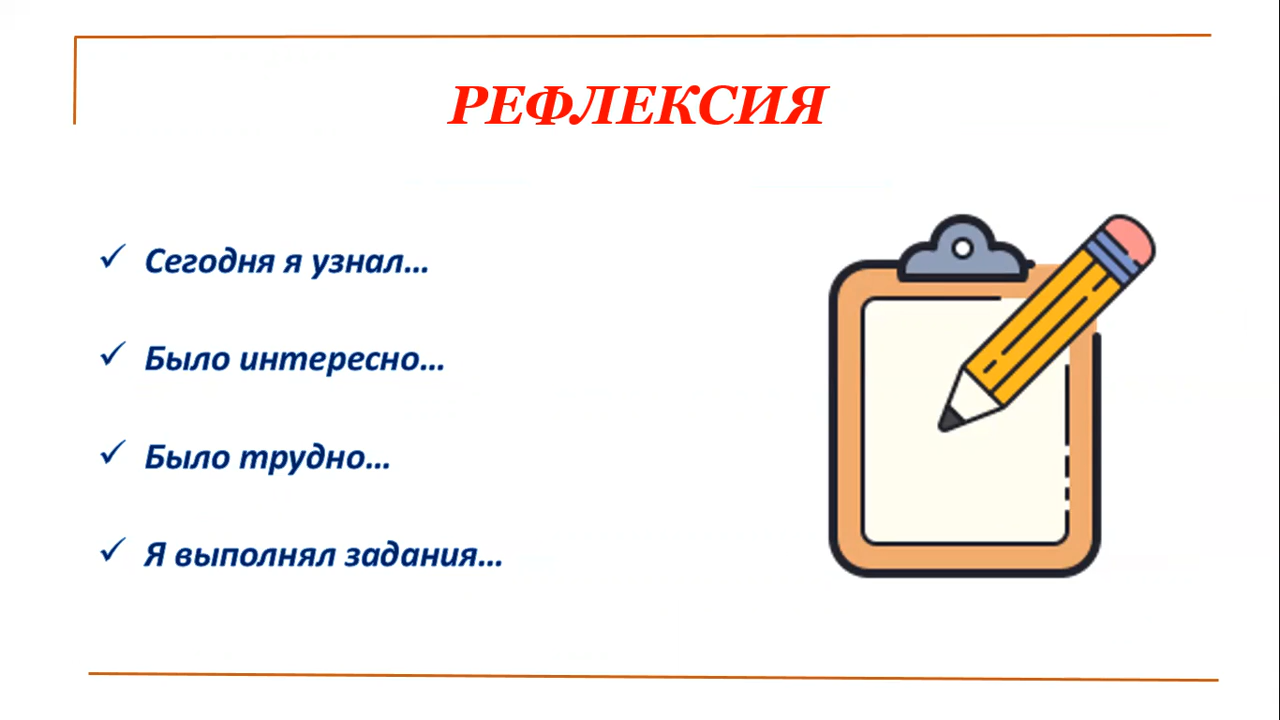 РЕФЛЕКСИЯ
Сегодня я узнал...
Было интересно...
Было трудно...
Я выполнял задания...